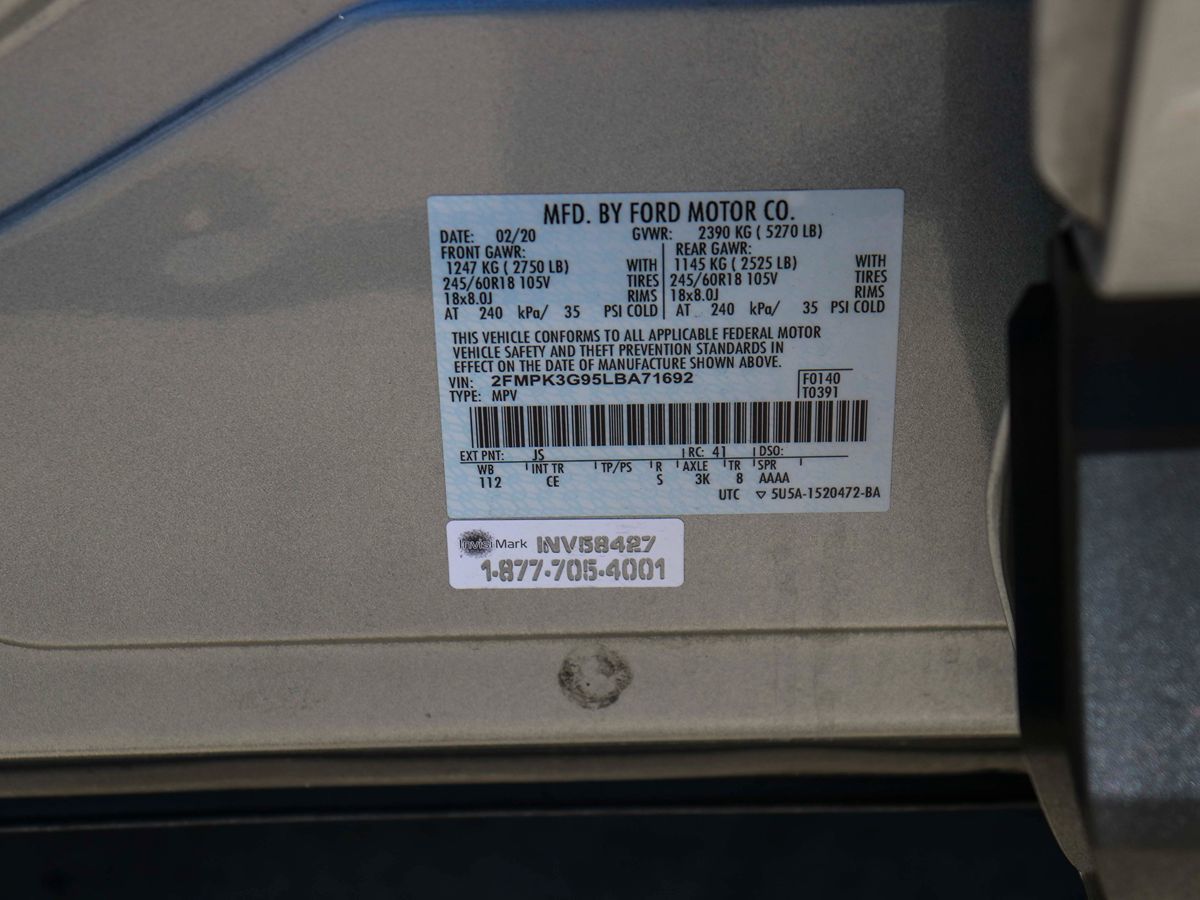 MFD. BY FORD MOTOR CO.
DATE: 02/20 GVWR: 2390 KG ( 5270 LB)
FRONT GAWR: REAR GAWR:
1247 KG ( 2750 LB) WITH 1145 KG ( 2525 LB) WITH
245/60R18 105V TIRES 245/60R18 105V TIRES
18x8.0J RIMS 18x8.0J RIMS
AT 240 kPa/ 35 PSI COLD AT 240 kPa/ 35 PSI COLD
THIS VEHICLE CONFORMS TO ALL APPLICABLE FEDERAL MOTOR
VEHICLE SAFETY AND THEFT PREVENTION STANDARDS IN
EFFECT ON THE DATE OF MANUFACTURE SHOWN ABOVE.
VIN: 2FMPK3G95LBA71692 F0140
TYPE: MPV T0391
EXT PNT: JS RC: 41 DSO:
WB INT TR TP/PS R AXLE TR SPR
112 CE S 3K 8 AAAA
UTC ▽ 5U5A-1520472-BA
InvisiMark INV58427
1-877-705-4001